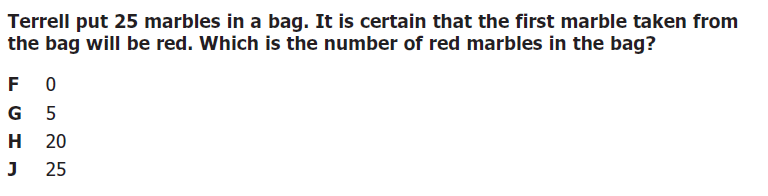 Terrell put 25 marbles in a bag. It is certain that the first marble taken from
the bag will be red. Which is the number of red marbles in the bag?
F 0
G 5
H 20
J 25